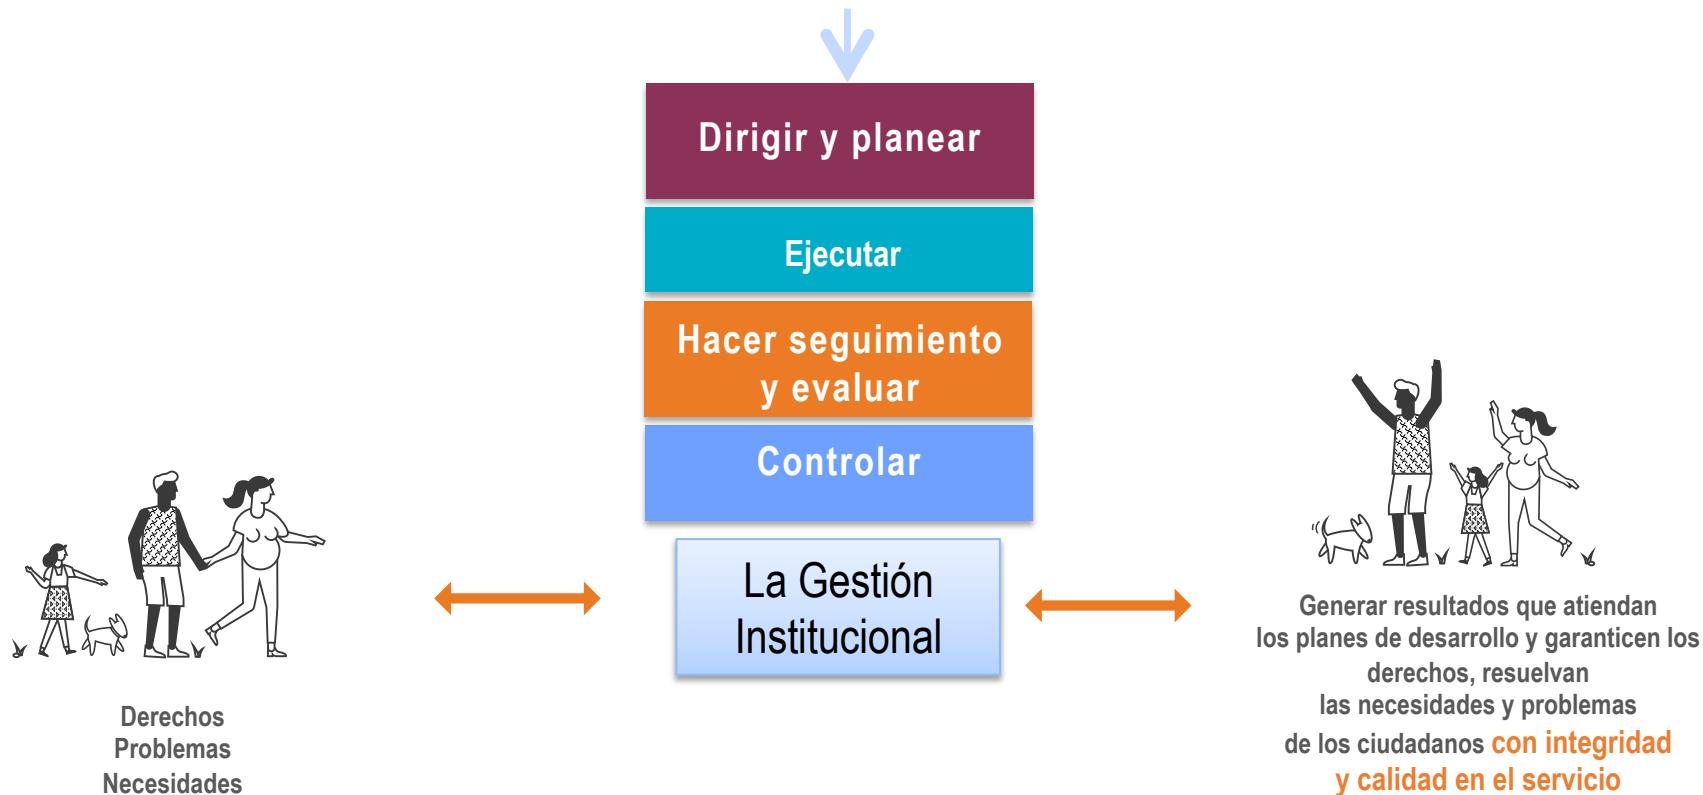 Dirigir y planear
Ejecutar
Hacer seguimiento
y evaluar
Controlar
La Gestión
Institucional
Derechos
Problemas
Necesidades
Generar resultados que atiendan
los planes de desarrollo y garanticen los
derechos, resuelvan
las necesidades y problemas
de los ciudadanos con integridad
y calidad en el servicio